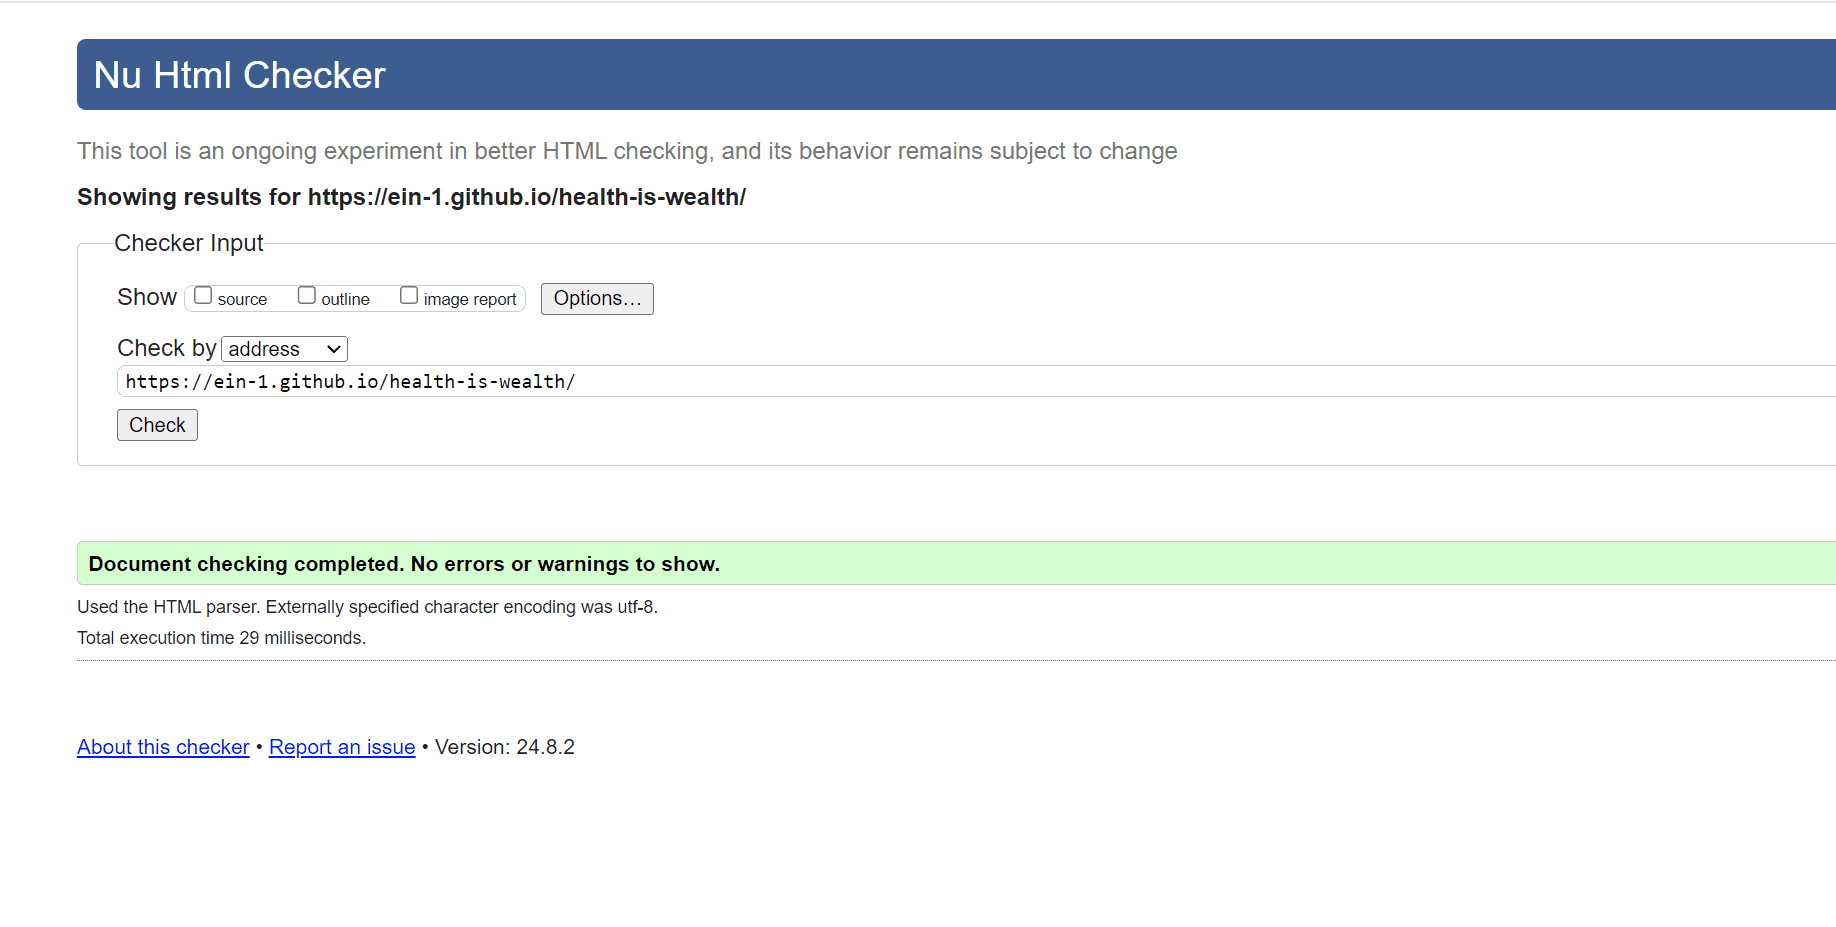 Nu Html Checker
This tool is an ongoing experiment in better HTML checking, and its behavior remains subject to change
Showing results for https://ein-1.github.io/health-is-wealth/
Checker Input
Show source outline image report Options…
Check by address
https://ein-1.github.io/health-is-wealth/
Check
Document checking completed. No errors or warnings to show.
Used the HTML parser. Externally specified character encoding was utf-8.
Total execution time 29 milliseconds.
About this checker • Report an issue • Version: 24.8.2